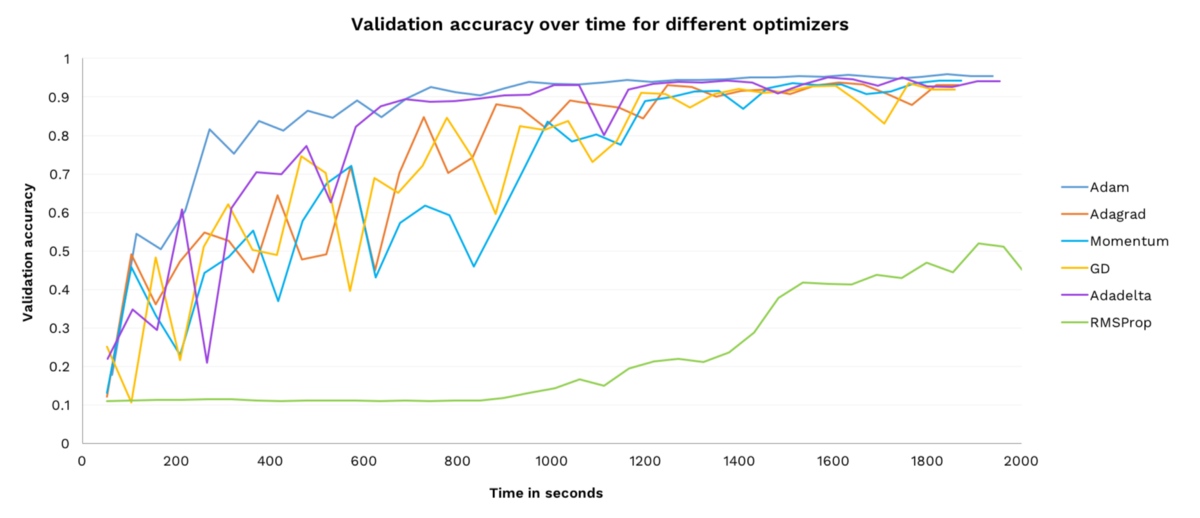 Validation accuracy over time for different optimizers
Validation accuracy
1
0.9
0.8
0.7
0.6
0.5
0.4
0.3
0.2
0.1
0
0 200 400 600 800 1000 1200 1400 1600 1800 2000
Time in seconds
Adam
Adagrad
Momentum
GD
Adadelta
RMSProp